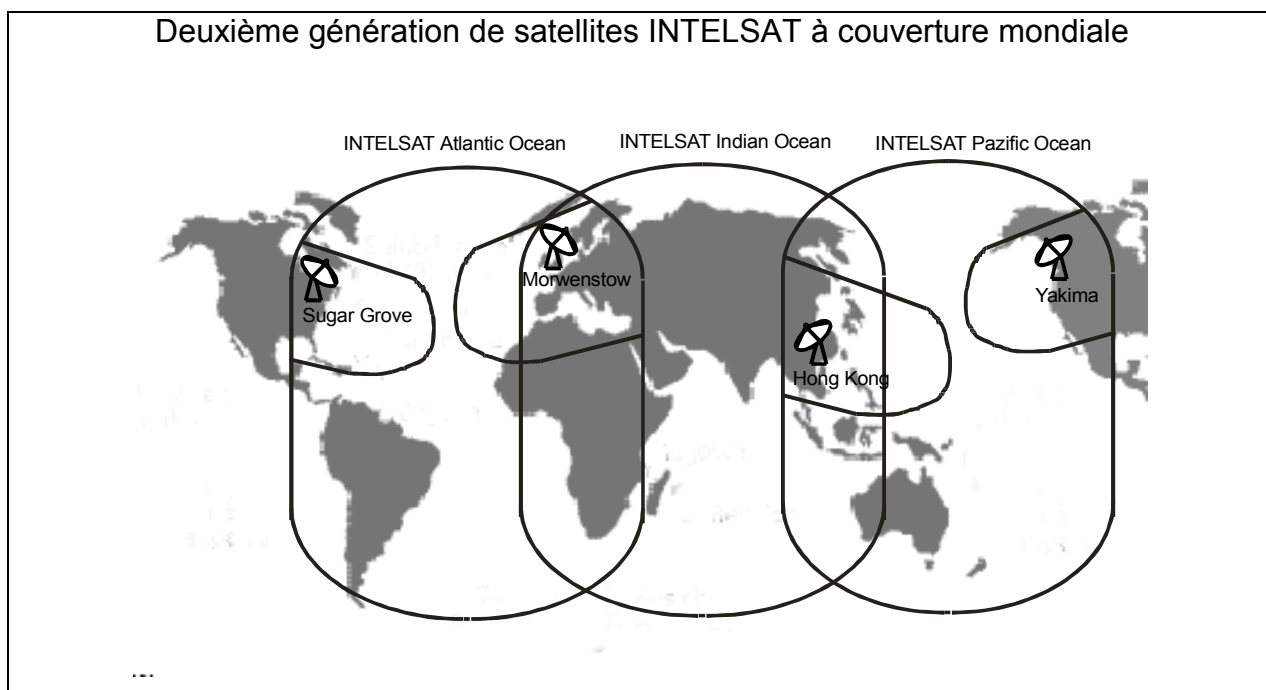 Deuxième génération de satellites INTELSAT à couverture mondiale
INTELSAT Atlantic Ocean
INTELSAT Indian Ocean
INTELSAT Pazific Ocean
Morwenstow
Yakima
Sugar Grove
Hong Kong